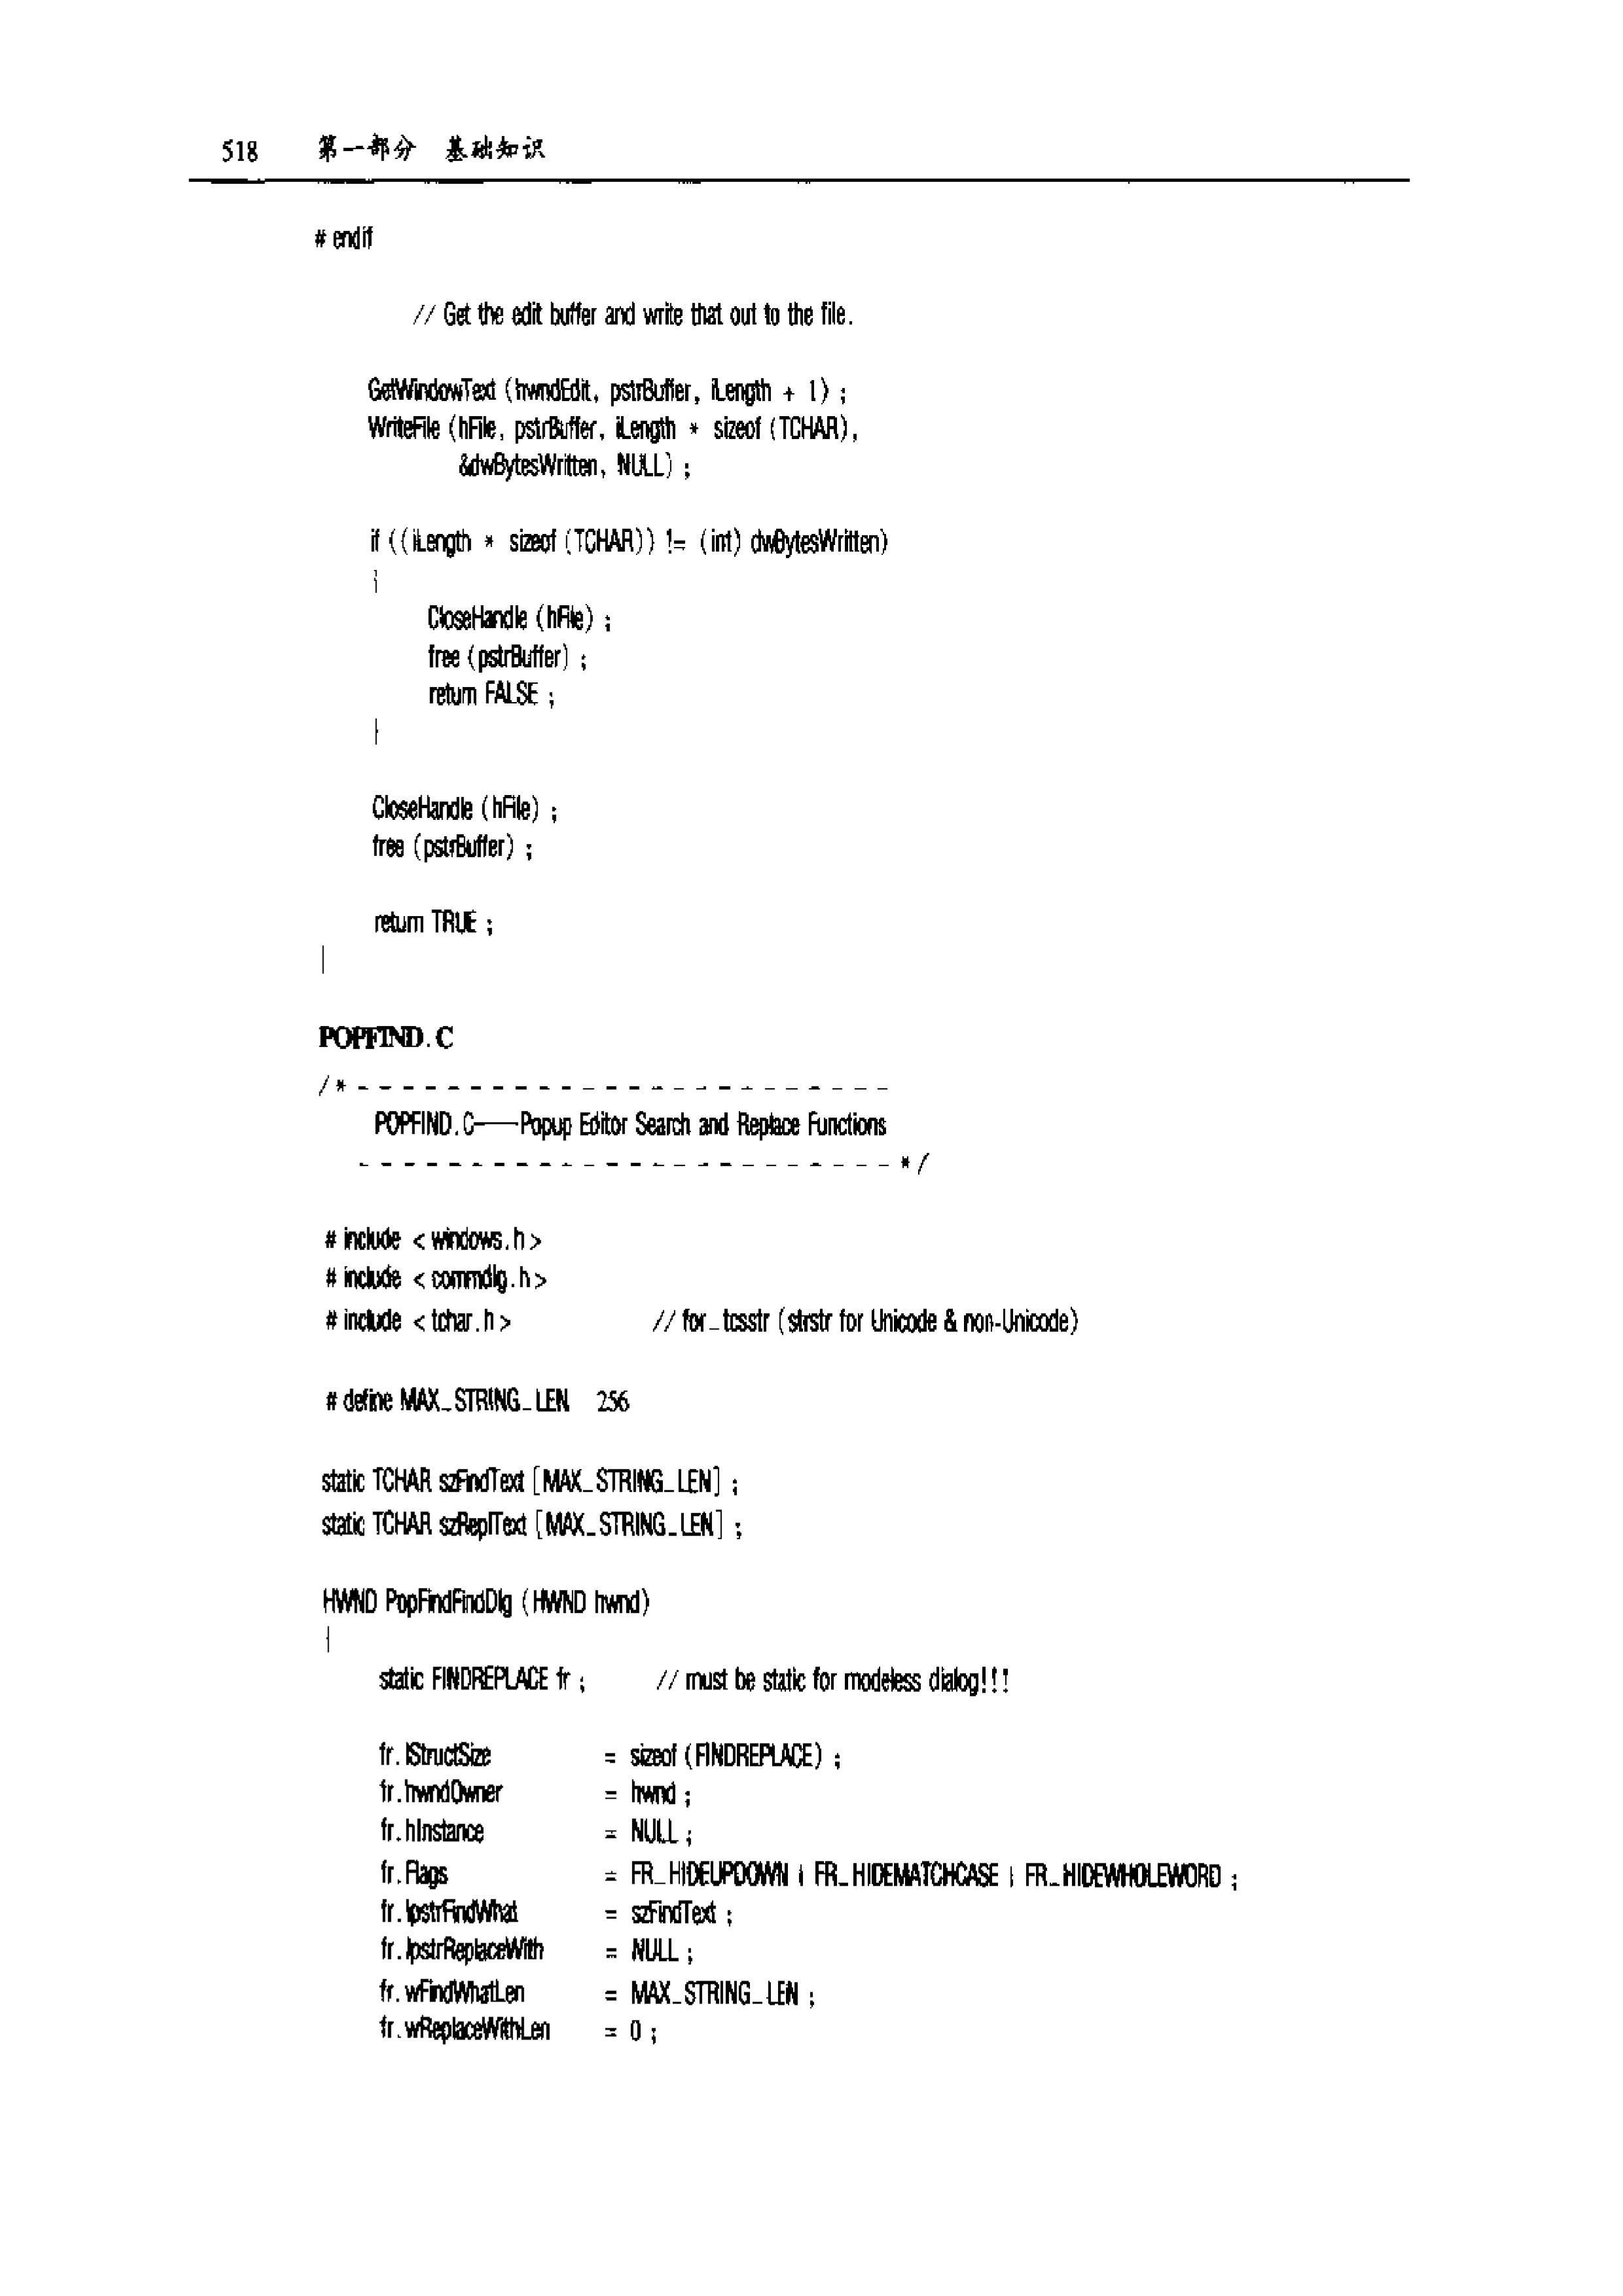 518 第一部分 基础知识
# endif
// Get the edit buffer and write that out to the file.
GetWindowText (hwndEdit, pstrBuffer, iLength + 1) ;
WriteFile (hFile, pstrBuffer, iLength * sizeof (TCHAR),
&dwBytesWritten, NULL) ;
if ((iLength * sizeof (TCHAR)) != (int) dwBytesWritten)
{
CloseHandle (hFile) ;
free (pstrBuffer) ;
return FALSE ;
}
CloseHandle (hFile) ;
free (pstrBuffer) ;
return TRUE ;
}
POPFIND.C
/* - - - - - - - - - - - - - - - - - - - - - - - -
POPFIND.C——Popup Editor Search and Replace Functions
- - - - - - - - - - - - - - - - - - - - - - - - */
# include < windows.h >
# include < commdlg.h >
# include < tchar.h > // for _tcsstr (strstr for Unicode & non-Unicode)
# define MAX_STRING_LEN 256
static TCHAR szFindText [MAX_STRING_LEN] ;
static TCHAR szReplText [MAX_STRING_LEN] ;
HWND PopFindFindDlg (HWND hwnd)
{
static FINDREPLACE fr ; // must be static for modeless dialog!!!
fr.lStructSize = sizeof (FINDREPLACE) ;
fr.hwndOwner = hwnd ;
fr.hInstance = NULL ;
fr.Flags = FR_HIDEUPDOWN | FR_HIDEMATCHCASE | FR_HIDEWHOLEWORD ;
fr.lpstrFindWhat = szFindText ;
fr.lpstrReplaceWith = NULL ;
fr.wFindWhatLen = MAX_STRING_LEN ;
fr.wReplaceWithLen = 0 ;